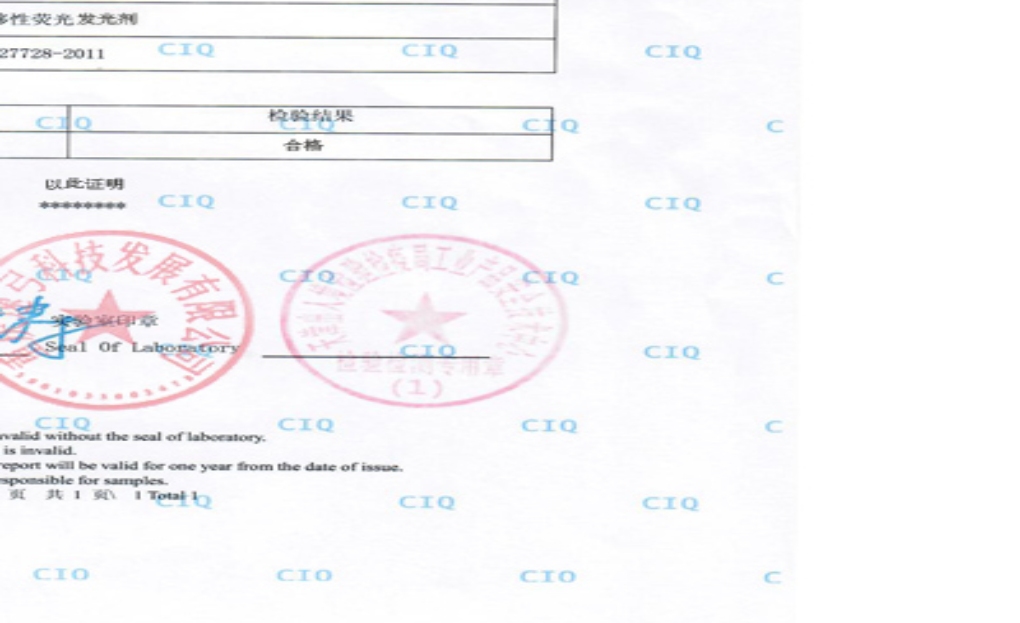 移性荧光发光剂
27728-2011
检验结果
合格
以此证明
********
科技发展有限公司
实验室印章
Seal Of Laboratory
检验检测专用章
(1)
invalid without the seal of laboratory.
is invalid.
report will be valid for one year from the date of issue.
sponsible for samples.
页 共 1 页\ 1 Total 1
CIQ CIQ CIQ
CIQ CIQ CIQ C
CIQ CIQ CIQ
CIQ CIQ CIQ C
CIQ CIQ
CIQ CIQ CIQ C
CIQ CIQ CIQ
CIQ CIQ CIQ C